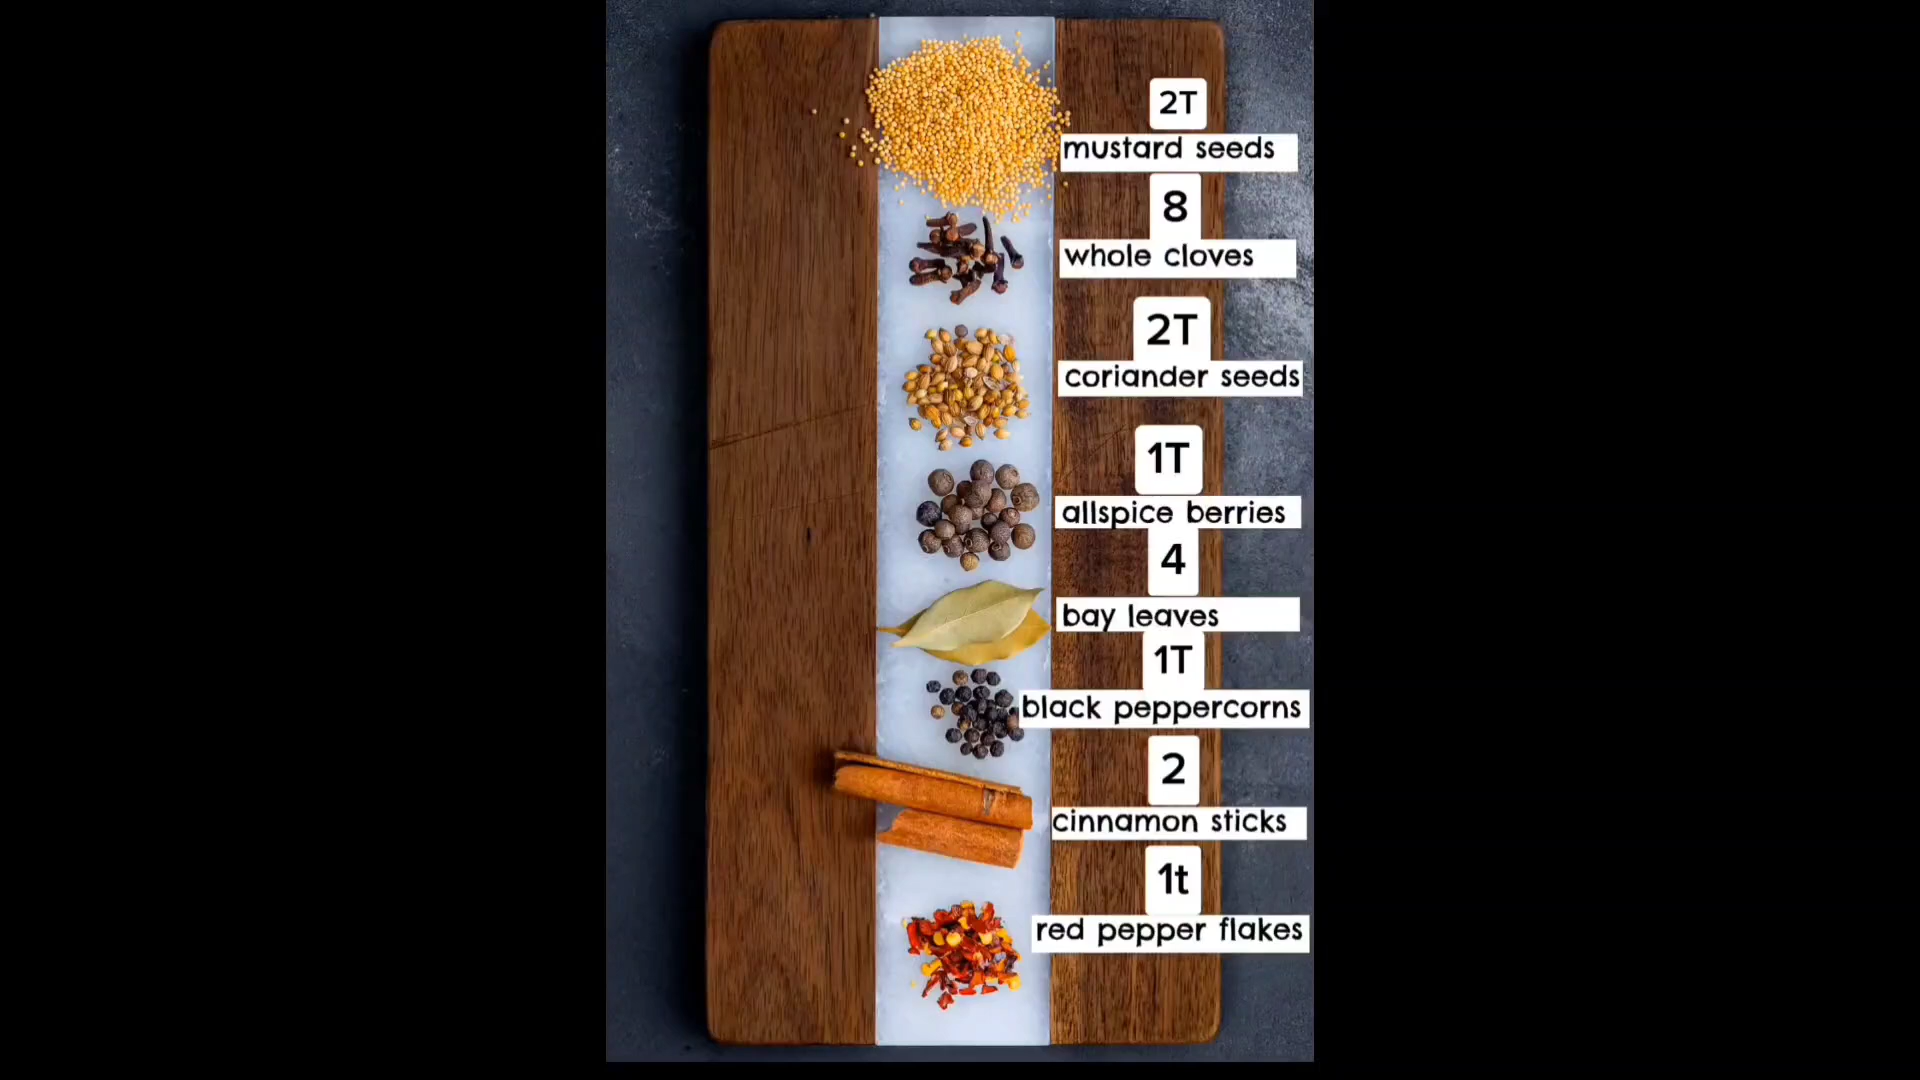 2T
mustard seeds
8
whole cloves
2T
coriander seeds
1T
allspice berries
4
bay leaves
1T
black peppercorns
2
cinnamon sticks
1t
red pepper flakes